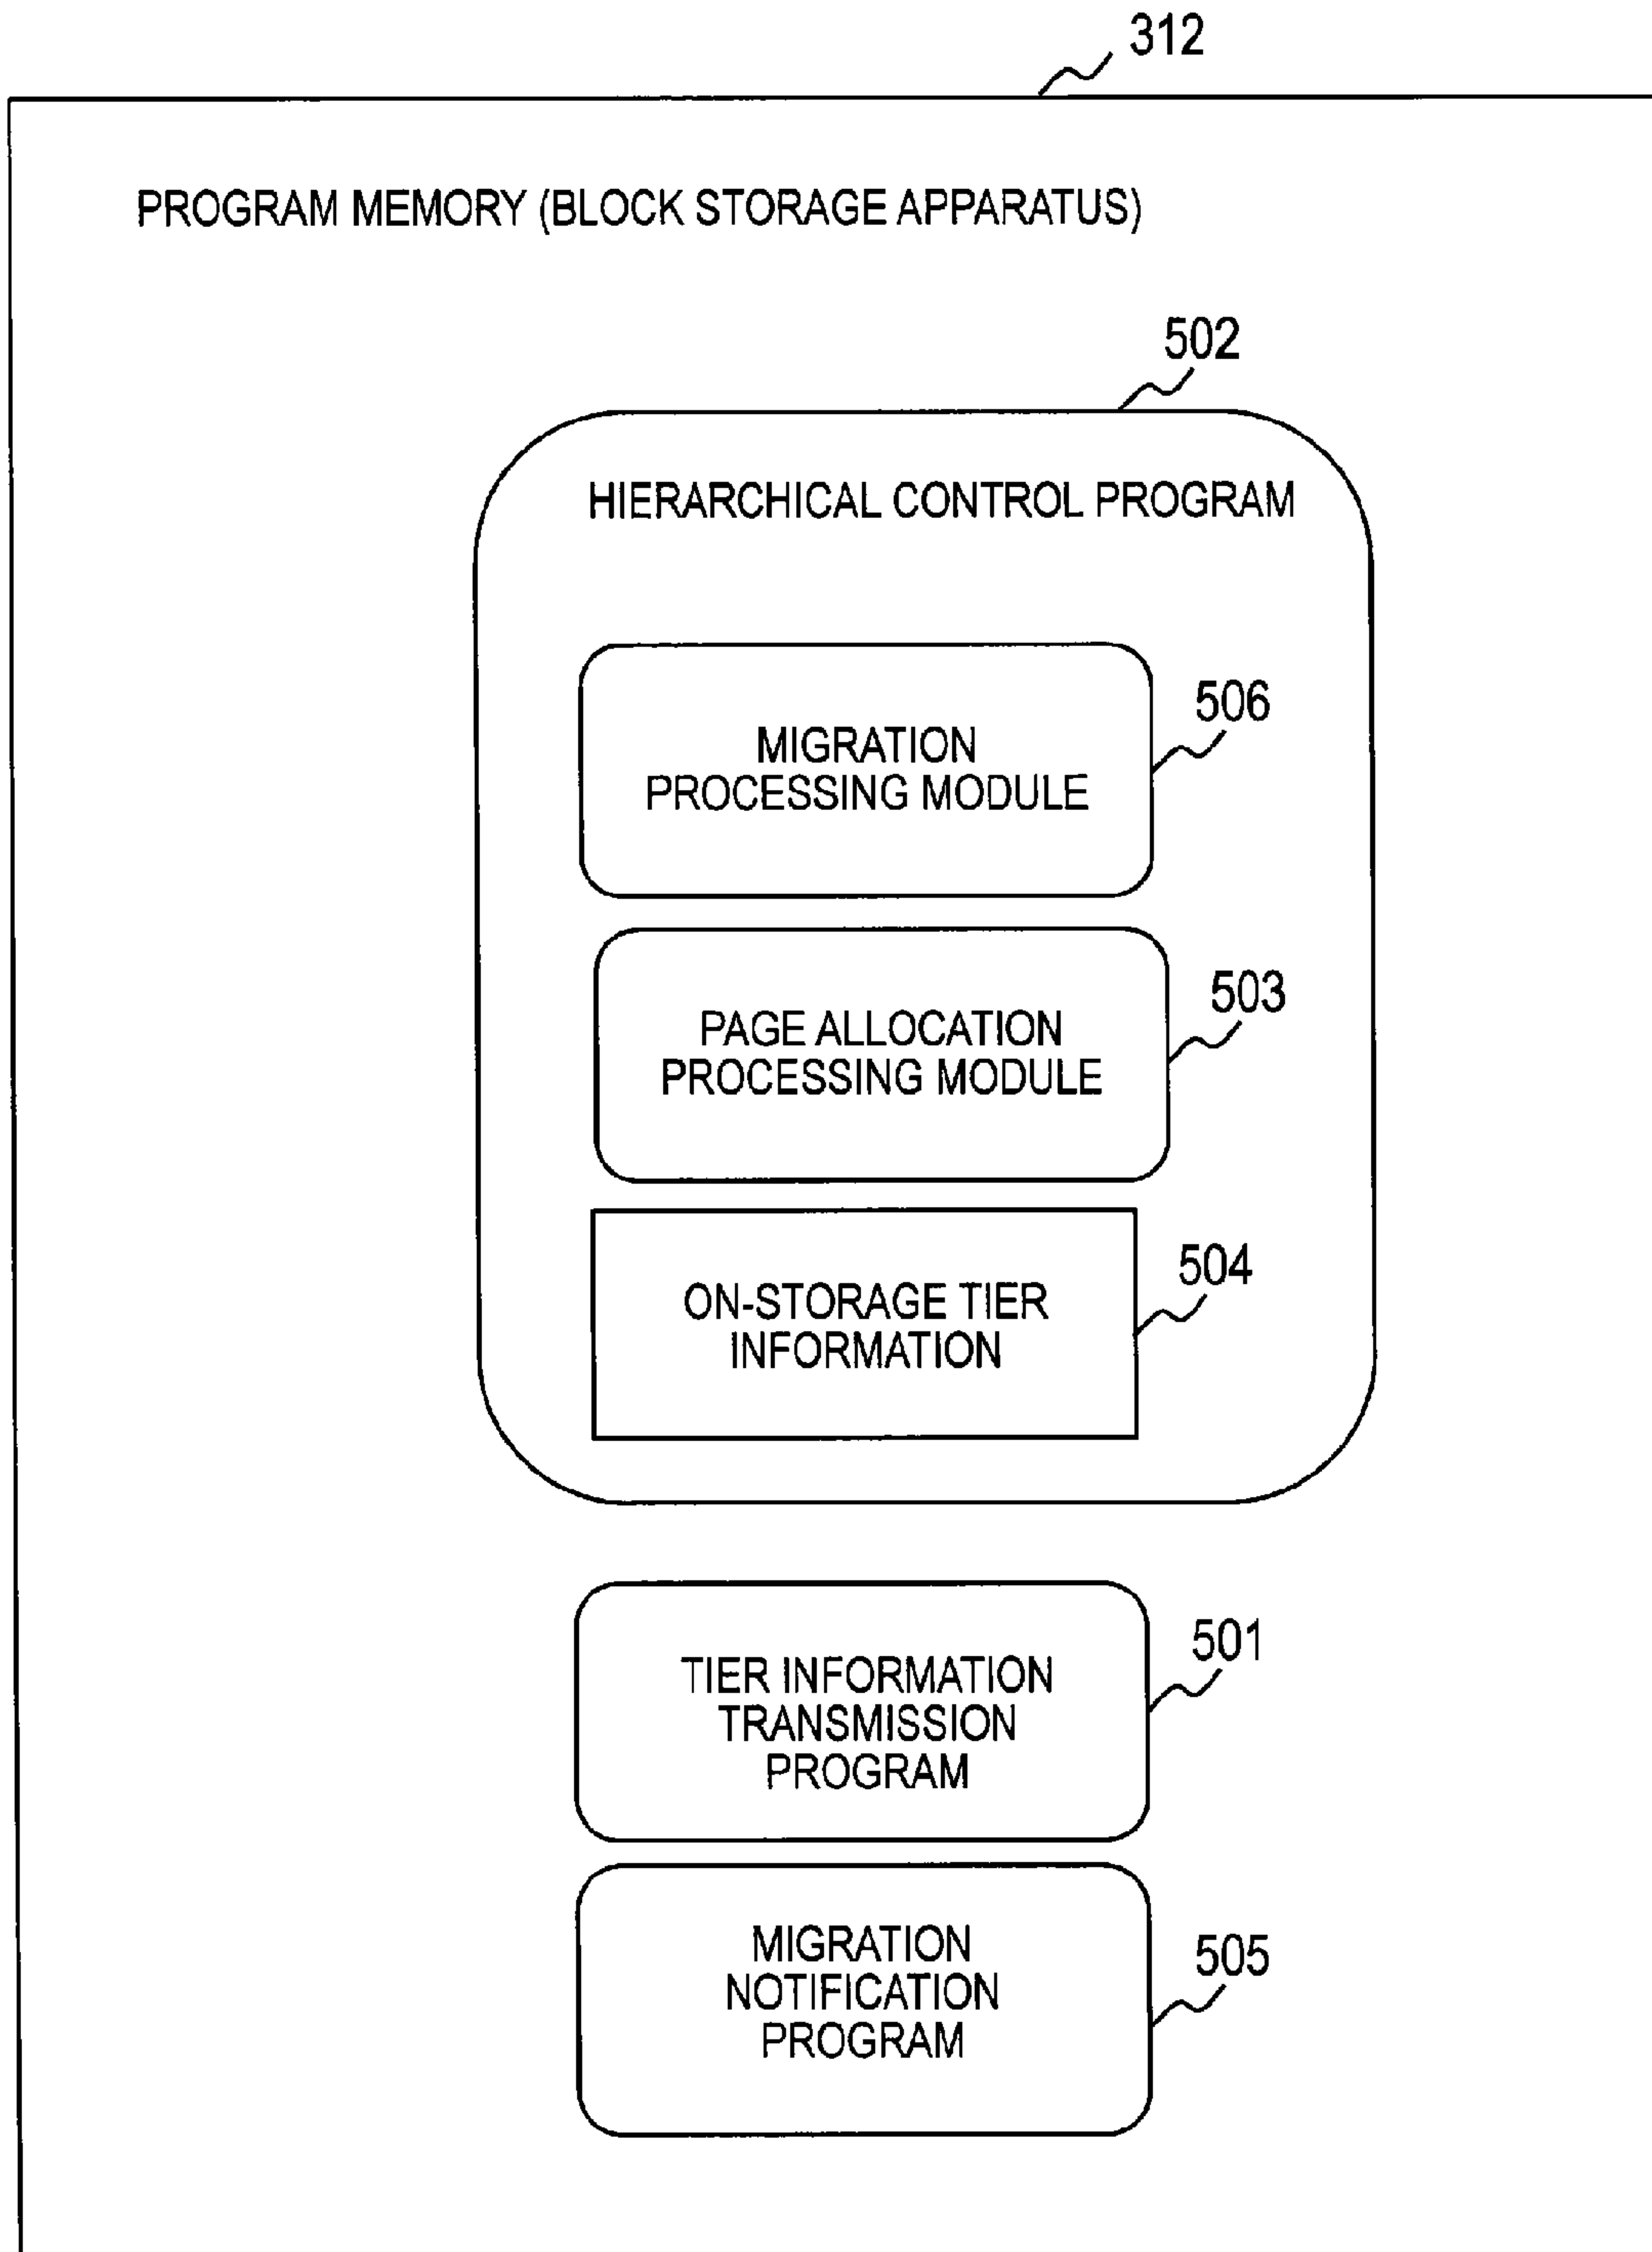 312
PROGRAM MEMORY (BLOCK STORAGE APPARATUS)
502
HIERARCHICAL CONTROL PROGRAM
506
MIGRATION
PROCESSING MODULE
503
PAGE ALLOCATION
PROCESSING MODULE
504
ON-STORAGE TIER
INFORMATION
501
TIER INFORMATION
TRANSMISSION
PROGRAM
505
MIGRATION
NOTIFICATION
PROGRAM